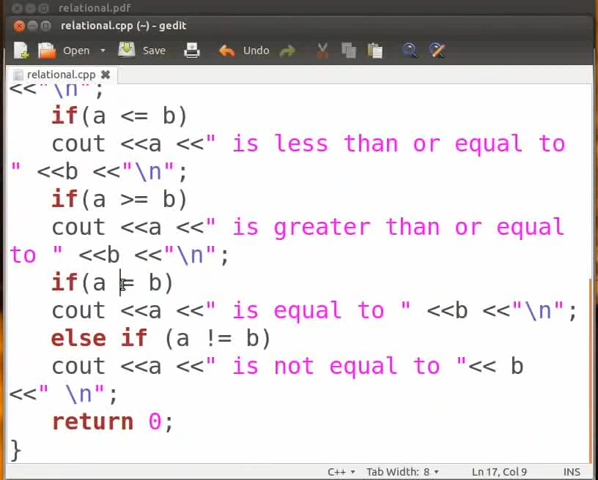 relational.pdf
relational.cpp (~) - gedit
Open
Save
Undo
relational.cpp
<<"\n";
if(a <= b)
cout <<a <<" is less than or equal to
" <<b <<"\n";
if(a >= b)
cout <<a <<" is greater than or equal
to " <<b <<"\n";
if(a = b)
cout <<a <<" is equal to " <<b <<"\n";
else if (a != b)
cout <<a <<" is not equal to "<< b
<<" \n";
return 0;
}
C++
Tab Width: 8
Ln 17, Col 9
INS